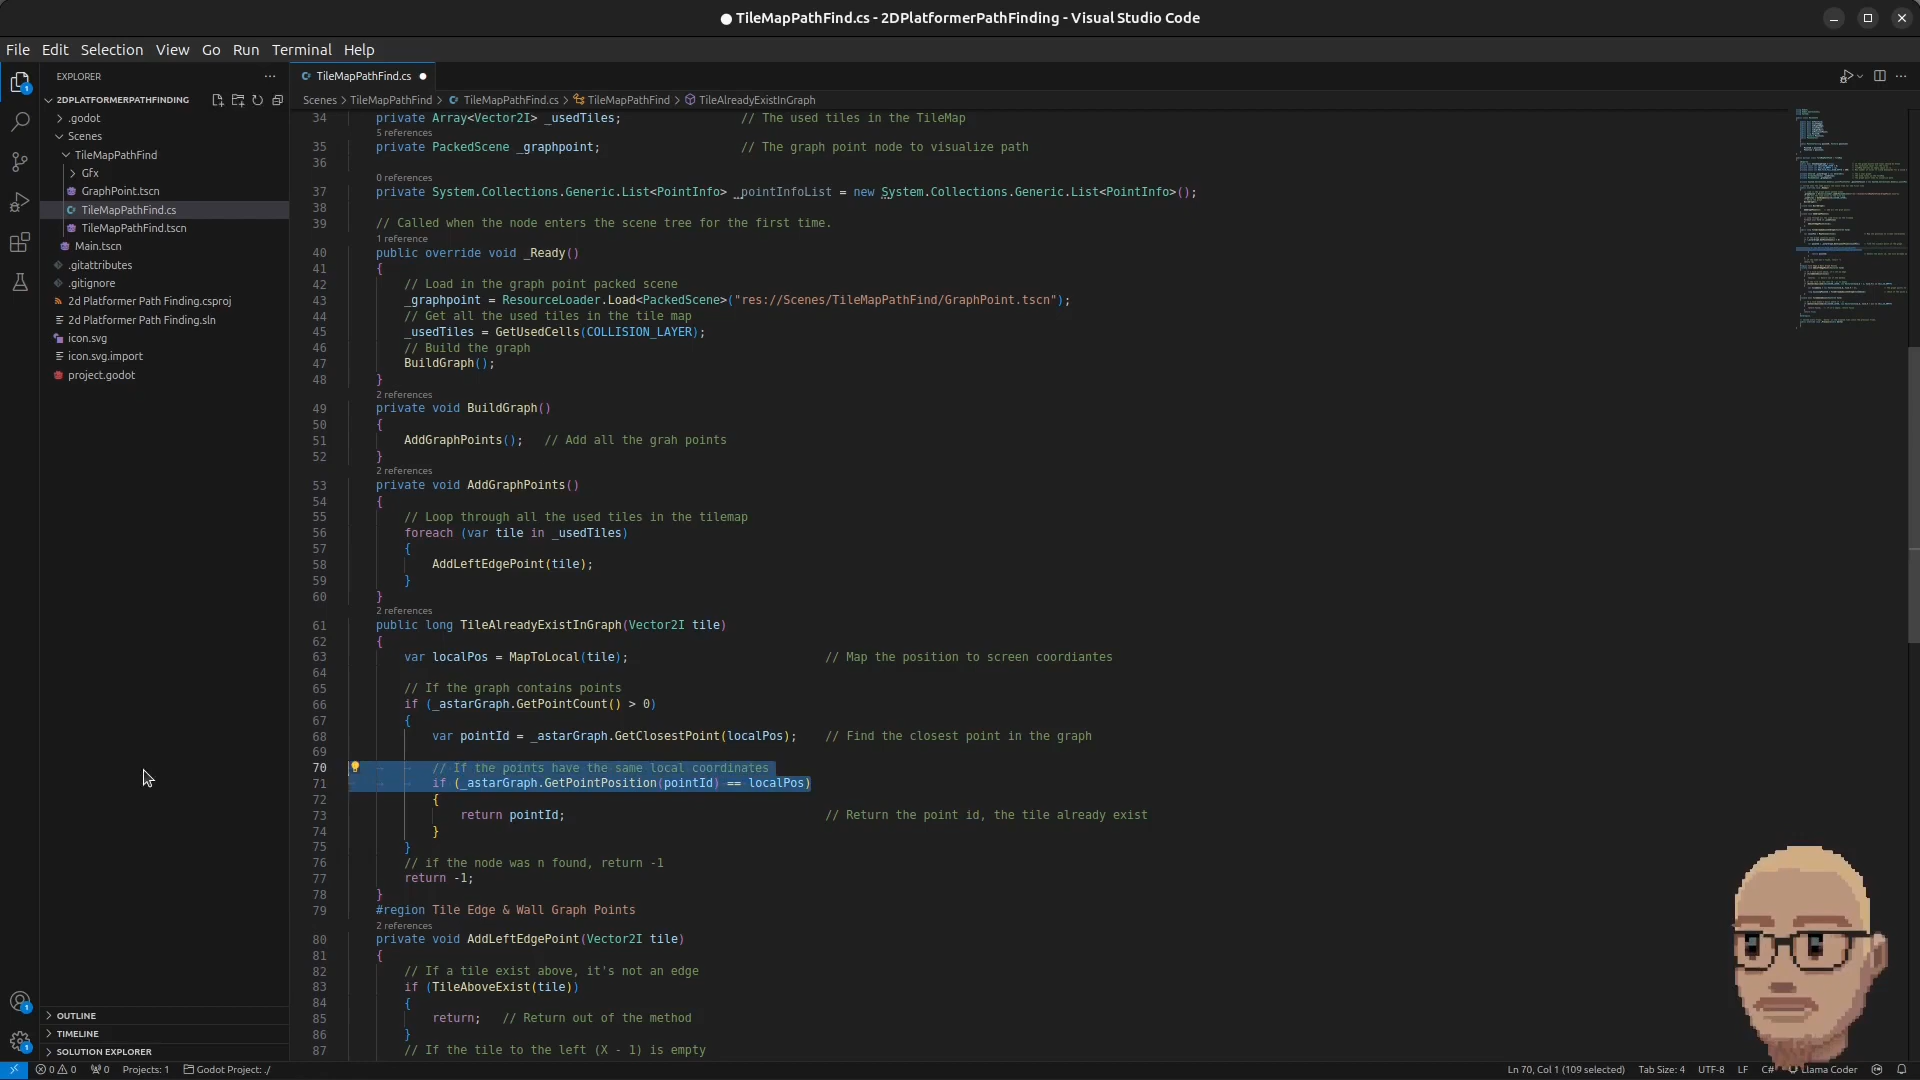 TileMapPathFind.cs - 2DPlatformerPathFinding - Visual Studio Code
File Edit Selection View Go Run Terminal Help
EXPLORER
2DPLATFORMERPATHFINDING
.godot
Scenes
TileMapPathFind
Gfx
GraphPoint.tscn
TileMapPathFind.cs
TileMapPathFind.tscn
Main.tscn
.gitattributes
.gitignore
2d Platformer Path Finding.csproj
2d Platformer Path Finding.sln
icon.svg
icon.svg.import
project.godot
OUTLINE
TIMELINE
SOLUTION EXPLORER
TileMapPathFind.cs
Scenes > TileMapPathFind > TileMapPathFind.cs > TileMapPathFind > TileAlreadyExistInGraph
34 private Array<Vector2I> _usedTiles; // The used tiles in the TileMap
5 references
35 private PackedScene _graphpoint; // The graph point node to visualize path
36
0 references
37 private System.Collections.Generic.List<PointInfo> _pointInfoList = new System.Collections.Generic.List<PointInfo>();
38
39 // Called when the node enters the scene tree for the first time.
1 reference
40 public override void _Ready()
41 {
42 // Load in the graph point packed scene
43 _graphpoint = ResourceLoader.Load<PackedScene>("res://Scenes/TileMapPathFind/GraphPoint.tscn");
44 // Get all the used tiles in the tile map
45 _usedTiles = GetUsedCells(COLLISION_LAYER);
46 // Build the graph
47 BuildGraph();
48 }
2 references
49 private void BuildGraph()
50 {
51 AddGraphPoints(); // Add all the grah points
52 }
2 references
53 private void AddGraphPoints()
54 {
55 // Loop through all the used tiles in the tilemap
56 foreach (var tile in _usedTiles)
57 {
58 AddLeftEdgePoint(tile);
59 }
60 }
2 references
61 public long TileAlreadyExistInGraph(Vector2I tile)
62 {
63 var localPos = MapToLocal(tile); // Map the position to screen coordiantes
64
65 // If the graph contains points
66 if (_astarGraph.GetPointCount() > 0)
67 {
68 var pointId = _astarGraph.GetClosestPoint(localPos); // Find the closest point in the graph
69
70 // If the points have the same local coordinates
71 if (_astarGraph.GetPointPosition(pointId) == localPos)
72 {
73 return pointId; // Return the point id, the tile already exist
74 }
75 }
76 // if the node was n found, return -1
77 return -1;
78 }
79 #region Tile Edge & Wall Graph Points
2 references
80 private void AddLeftEdgePoint(Vector2I tile)
81 {
82 // If a tile exist above, it's not an edge
83 if (TileAboveExist(tile))
84 {
85 return; // Return out of the method
86 }
87 // If the tile to the left (X - 1) is empty
0 0 0 Projects: 1 Godot Project: ./ Ln 70, Col 1 (109 selected) Tab Size: 4 UTF-8 LF C# Llama Coder